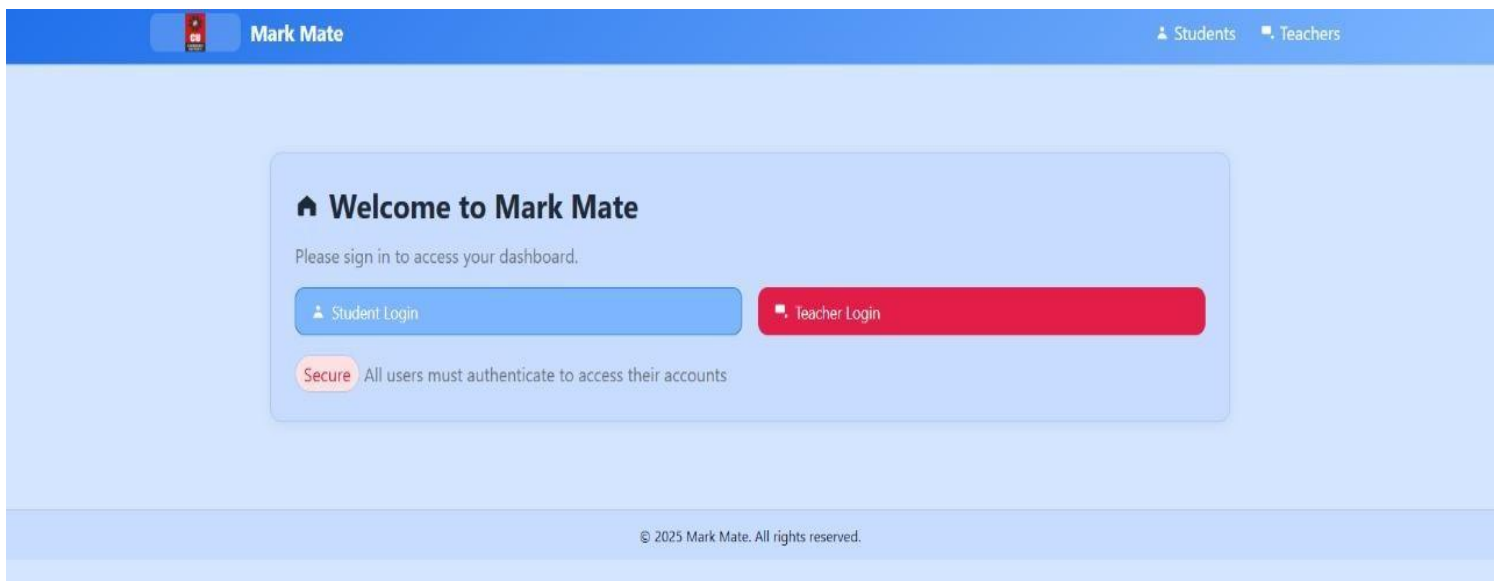 CU
Mark Mate
Students
Teachers
Welcome to Mark Mate
Please sign in to access your dashboard.
Student Login
Teacher Login
Secure All users must authenticate to access their accounts
© 2025 Mark Mate. All rights reserved.